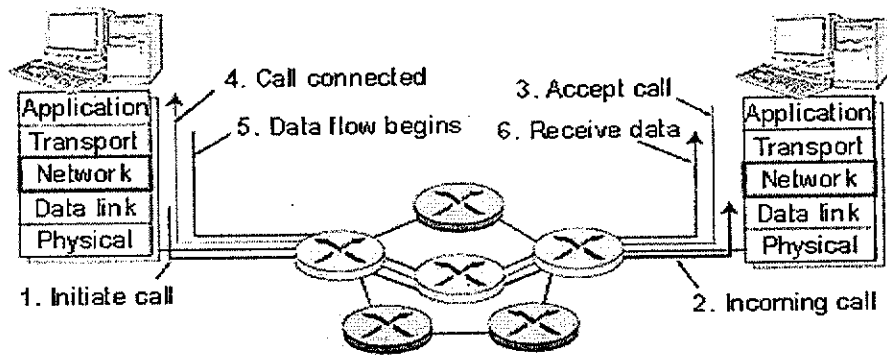 4. Call connected
3. Accept call
Application
5. Data flow begins
6. Receive data
Application
Transport
Transport
Network
Network
Data link
Data link
Physical
Physical
1. Initiate call
2. Incoming call